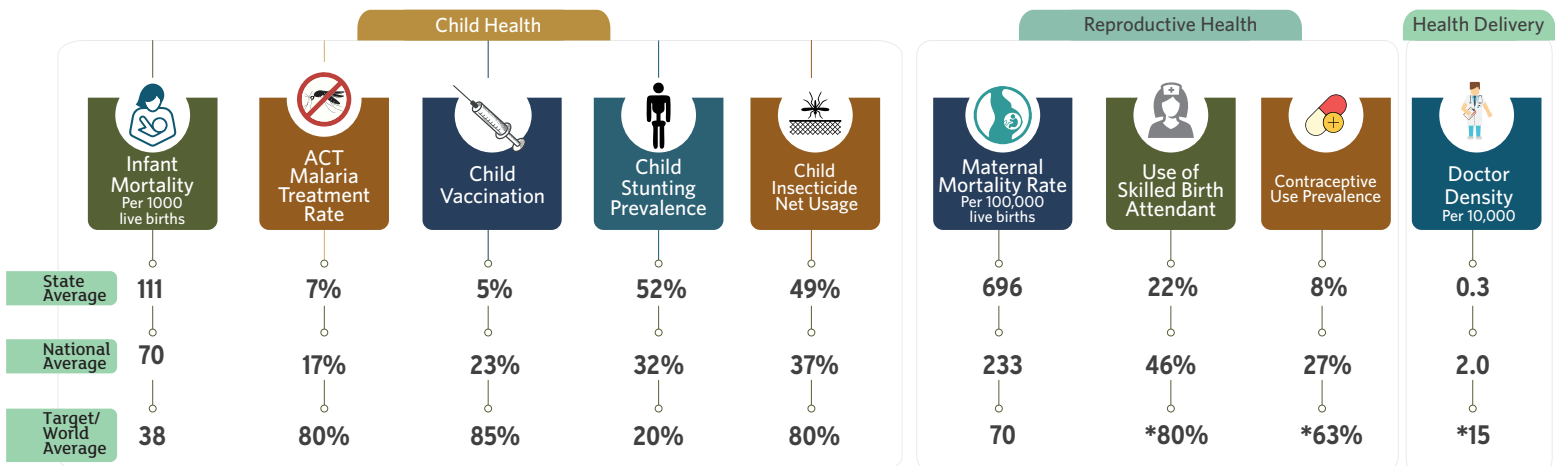 Child Health
Reproductive Health
Health Delivery
Infant
Mortality
Per 1000
live births
ACT
Malaria
Treatment
Rate
Child
Vaccination
Child
Stunting
Prevalence
Child
Insecticide
Net Usage
Maternal
Mortality Rate
Per 100,000
live births
Use of
Skilled Birth
Attendant
Contraceptive
Use Prevalence
Doctor
Density
Per 10,000
State
Average
111 7% 5% 52% 49% 696 22% 8% 0.3
National
Average
70 17% 23% 32% 37% 233 46% 27% 2.0
Target/
World
Average
38 80% 85% 20% 80% 70 *80% *63% *15